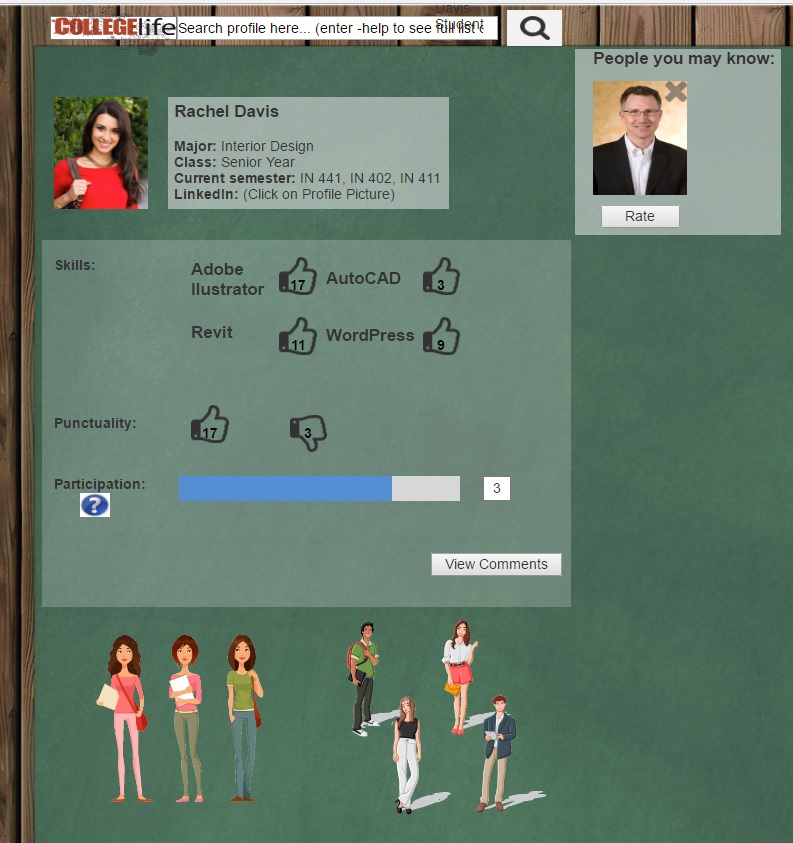 Davis
COLLEGElife
Search profile here... (enter -help to see full list
Student
People you may know:
Rachel Davis
Major: Interior Design
Class: Senior Year
Current semester: IN 441, IN 402, IN 411
LinkedIn: (Click on Profile Picture)
Rate
Skills:
Adobe
Ilustrator
17
AutoCAD
3
Revit
11
WordPress
9
Punctuality:
17
3
Participation:
3
?
View Comments